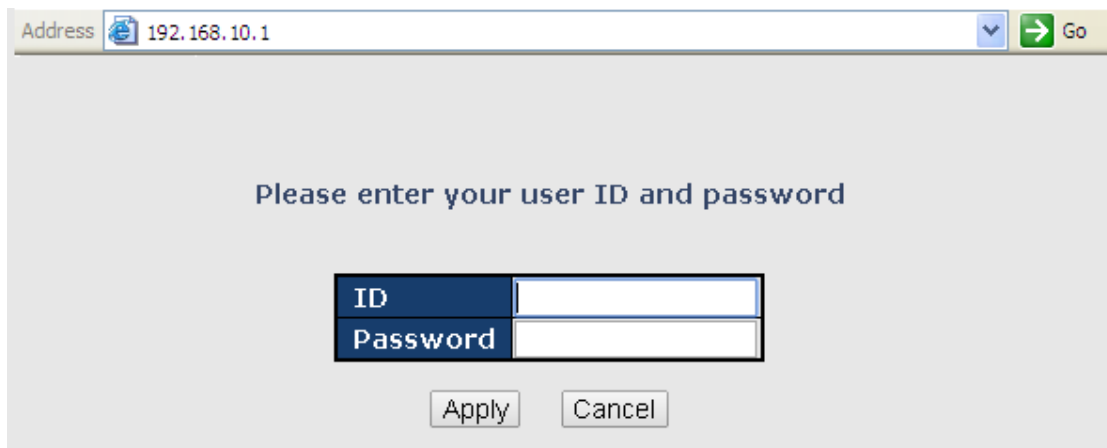 Address 192.168.10.1 Go
Please enter your user ID and password
ID
Password
Apply Cancel